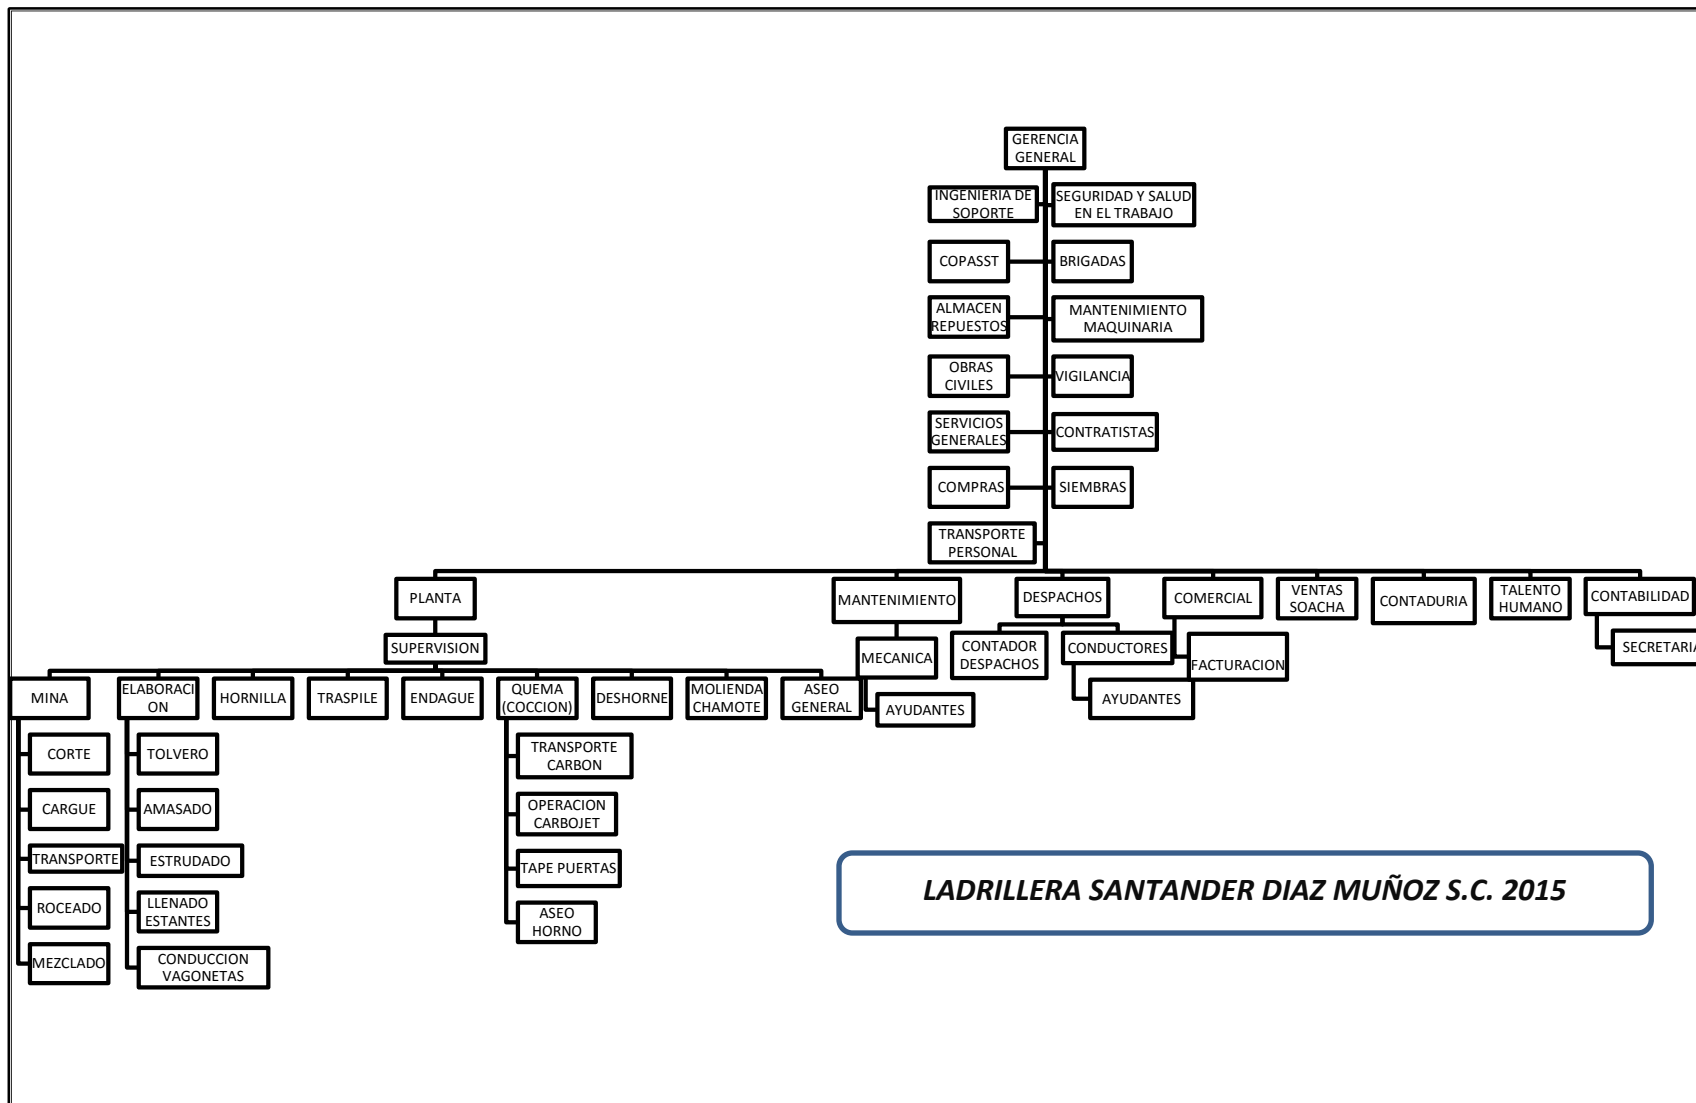 GERENCIA
GENERAL
INGENIERIA DE
SOPORTE
SEGURIDAD Y SALUD
EN EL TRABAJO
COPASST
BRIGADAS
ALMACEN
REPUESTOS
MANTENIMIENTO
MAQUINARIA
OBRAS
CIVILES
VIGILANCIA
SERVICIOS
GENERALES
CONTRATISTAS
COMPRAS
SIEMBRAS
TRANSPORTE
PERSONAL
PLANTA
MANTENIMIENTO
DESPACHOS
COMERCIAL
VENTAS
SOACHA
CONTADURIA
TALENTO
HUMANO
CONTABILIDAD
SUPERVISION
MECANICA
CONTADOR
DESPACHOS
CONDUCTORES
FACTURACION
SECRETARIA
MINA
ELABORACI
ON
HORNILLA
TRASPILE
ENDAGUE
QUEMA
(COCCION)
DESHORNE
MOLIENDA
CHAMOTE
ASEO
GENERAL
AYUDANTES
AYUDANTES
CORTE
TOLVERO
TRANSPORTE
CARBON
CARGUE
AMASADO
OPERACION
CARBOJET
TRANSPORTE
ESTRUDADO
TAPE PUERTAS
ROCEADO
LLENADO
ESTANTES
ASEO
HORNO
MEZCLADO
CONDUCCION
VAGONETAS
LADRILLERA SANTANDER DIAZ MUÑOZ S.C. 2015